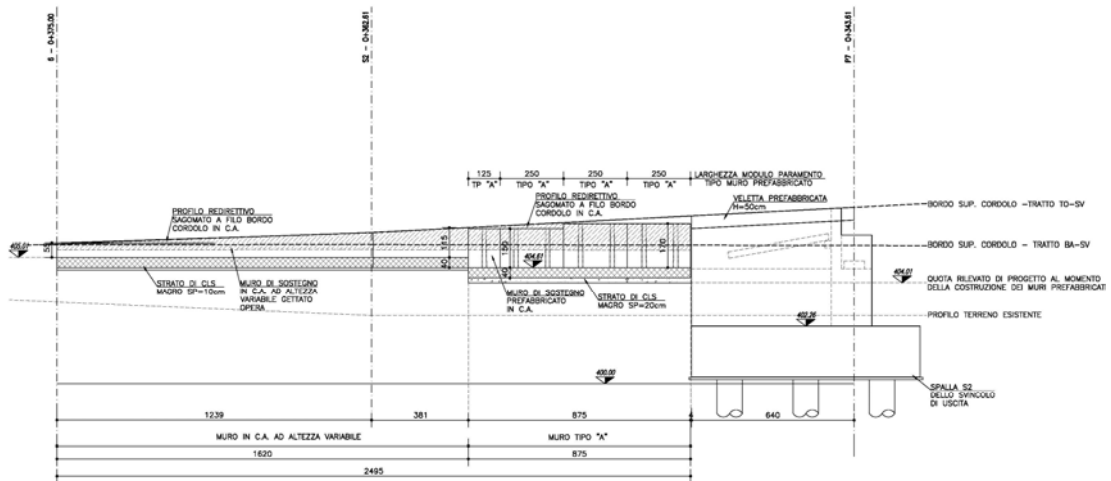 S - 0+375.00
S2 - 0+362.61
P7 - 0+343.61
125
250
250
250
LARGHEZZA MODULO PARAMENTO
TP "A"
TIPO "A"
TIPO "A"
TIPO "A"
TIPO MURO PREFABBRICATO
VELETTA PREFABBRICATA
H=50cm
PROFILO REDIRETTIVO
SAGOMATO A FILO BORDO
CORDOLO IN C.A.
PROFILO REDIRETTIVO
SAGOMATO A FILO BORDO
CORDOLO IN C.A.
BORDO SUP. CORDOLO -TRATTO TO-SV
BORDO SUP. CORDOLO - TRATTO BA-SV
405.01
55
115
40
150
40
404.61
170
404.01
QUOTA RILEVATO DI PROGETTO AL MOMENTO
DELLA COSTRUZIONE DEI MURI PREFABBRICATI
STRATO DI CLS
MAGRO SP=10cm
MURO DI SOSTEGNO
IN C.A. AD ALTEZZA
VARIABILE GETTATO
OPERA
MURO DI SOSTEGNO
PREFABBRICATO
IN C.A.
STRATO DI CLS
MAGRO SP=20cm
PROFILO TERRENO ESISTENTE
402.26
400.00
SPALLA S2
DELLO SVINCOLO
DI USCITA
1239
381
875
640
MURO IN C.A. AD ALTEZZA VARIABILE
MURO TIPO "A"
1620
875
2495